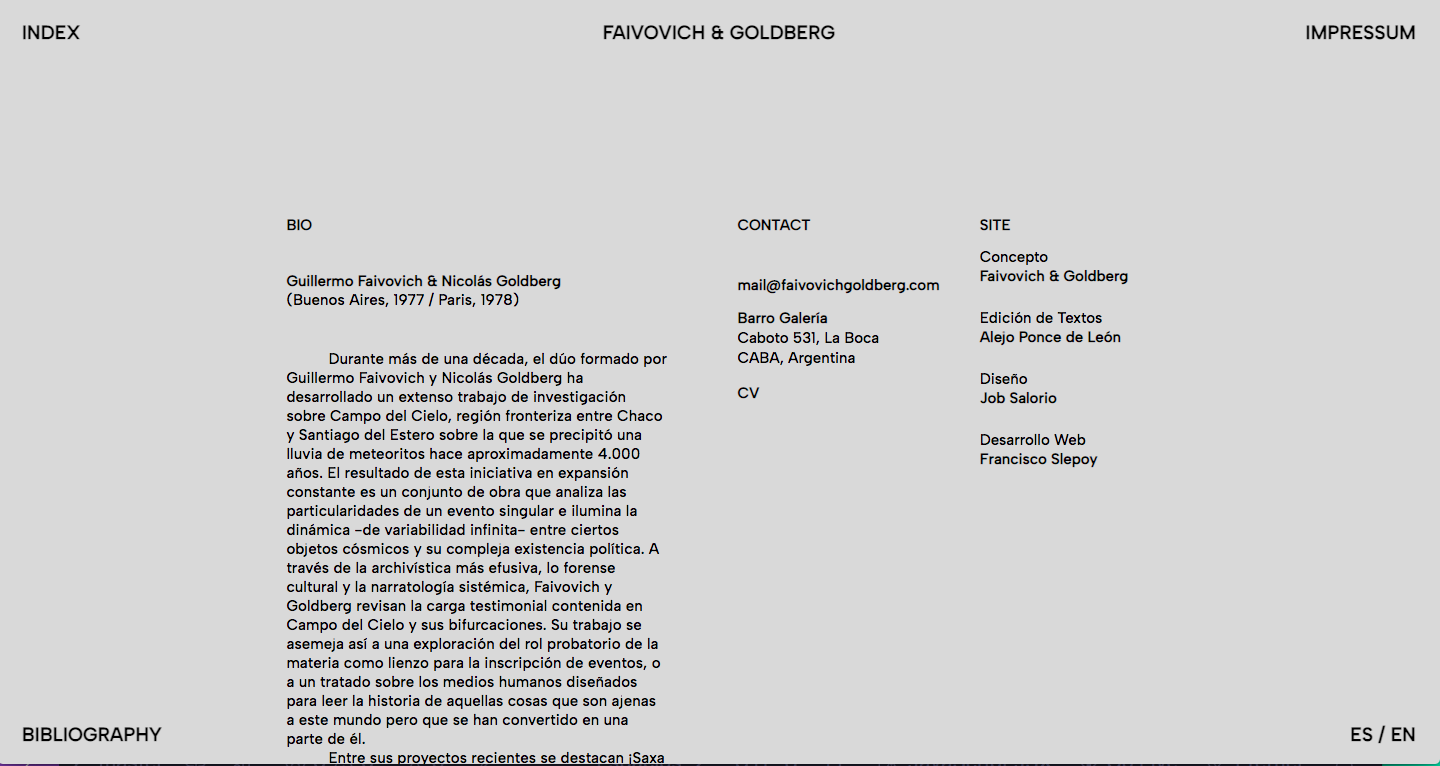 INDEX
FAIVOVICH & GOLDBERG
IMPRESSUM
BIO
Guillermo Faivovich & Nicolás Goldberg
(Buenos Aires, 1977 / Paris, 1978)
Durante más de una década, el dúo formado por
Guillermo Faivovich y Nicolás Goldberg ha
desarrollado un extenso trabajo de investigación
sobre Campo del Cielo, región fronteriza entre Chaco
y Santiago del Estero sobre la que se precipitó una
lluvia de meteoritos hace aproximadamente 4.000
años. El resultado de esta iniciativa en expansión
constante es un conjunto de obra que analiza las
particularidades de un evento singular e ilumina la
dinámica –de variabilidad infinita– entre ciertos
objetos cósmicos y su compleja existencia política. A
través de la archivística más efusiva, lo forense
cultural y la narratología sistémica, Faivovich y
Goldberg revisan la carga testimonial contenida en
Campo del Cielo y sus bifurcaciones. Su trabajo se
asemeja así a una exploración del rol probatorio de la
materia como lienzo para la inscripción de eventos, o
a un tratado sobre los medios humanos diseñados
para leer la historia de aquellas cosas que son ajenas
a este mundo pero que se han convertido en una
parte de él.
Entre sus proyectos recientes se destacan ¡Saxa
CONTACT
mail@faivovichgoldberg.com
Barro Galería
Caboto 531, La Boca
CABA, Argentina
CV
SITE
Concepto
Faivovich & Goldberg
Edición de Textos
Alejo Ponce de León
Diseño
Job Salorio
Desarrollo Web
Francisco Slepoy
BIBLIOGRAPHY
ES / EN